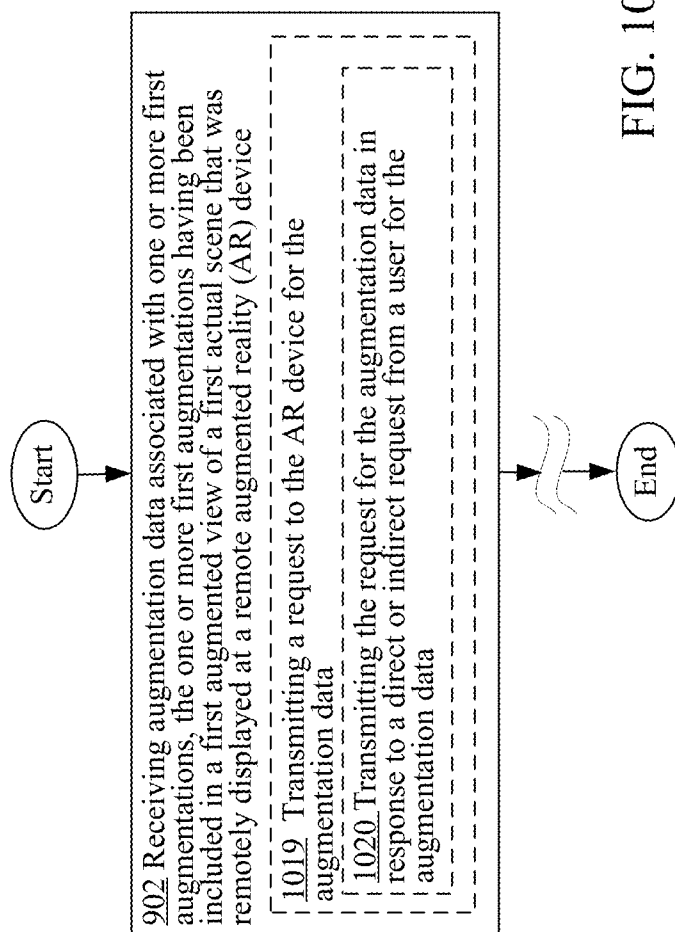 Start
902 Receiving augmentation data associated with one or more first
augmentations, the one or more first augmentations having been
included in a first augmented view of a first actual scene that was
remotely displayed at a remote augmented reality (AR) device
1019 Transmitting a request to the AR device for the
augmentation data
1020 Transmitting the request for the augmentation data in
response to a direct or indirect request from a user for the
augmentation data
End
FIG. 10